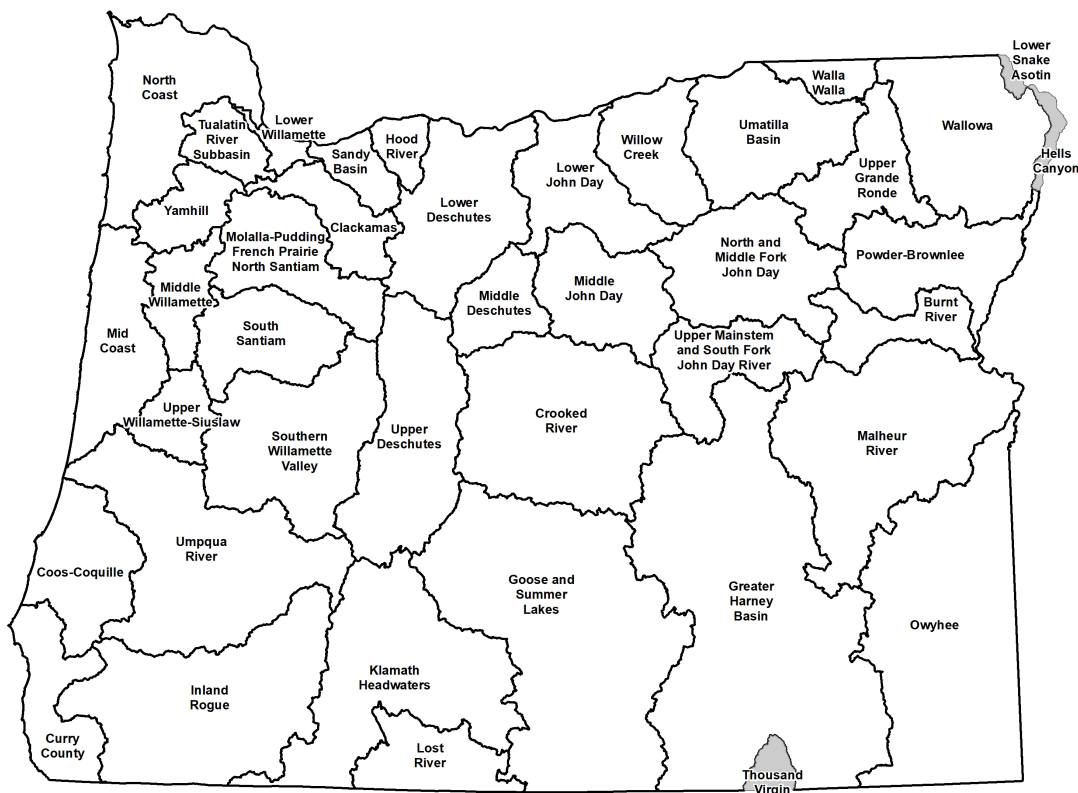 Lower
Snake
Asotin
North
Coast
Walla
Walla
Tualatin
River
Subbasin
Lower
Willamette
Sandy
Basin
Hood
River
Lower
John Day
Willow
Creek
Umatilla
Basin
Wallowa
Hells
Canyon
Upper
Grande
Ronde
Yamhill
Lower
Deschutes
Clackamas
Molalla-Pudding
French Prairie
North Santiam
North and
Middle Fork
John Day
Powder-Brownlee
Middle
Willamette
Middle
Deschutes
Middle
John Day
Burnt
River
Mid
Coast
South
Santiam
Upper Mainstem
and South Fork
John Day River
Upper
Willamette-Siuslaw
Southern
Willamette
Valley
Upper
Deschutes
Crooked
River
Malheur
River
Umpqua
River
Coos-Coquille
Goose and
Summer
Lakes
Greater
Harney
Basin
Owyhee
Klamath
Headwaters
Inland
Rogue
Curry
County
Lost
River
Thousand
Virgin